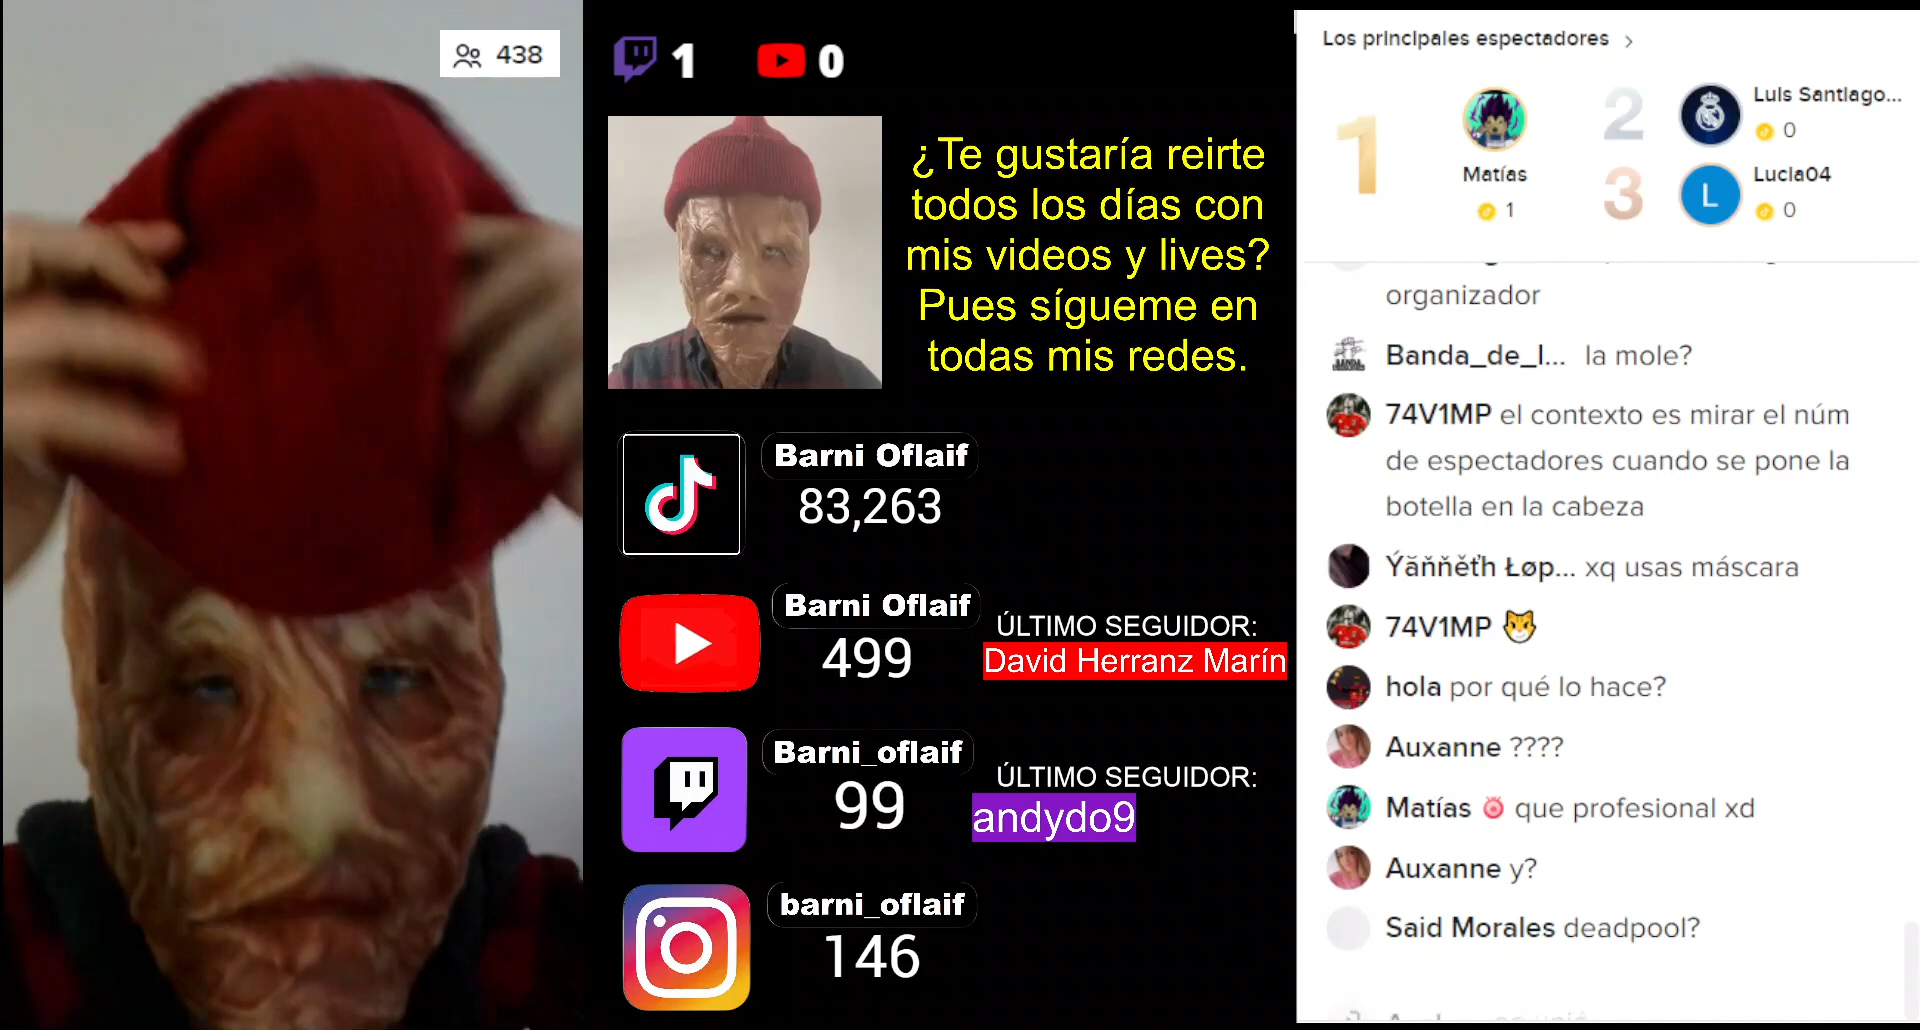 438
1
0
¿Te gustaría reirte
todos los días con
mis videos y lives?
Pues sígueme en
todas mis redes.
Barni Oflaif
83,263
Barni Oflaif
499
ÚLTIMO SEGUIDOR:
David Herranz Marín
Barni_oflaif
99
ÚLTIMO SEGUIDOR:
andydo9
barni_oflaif
146
Los principales espectadores
1
Matías
1
2
Luis Santiago...
0
3
L
Lucia04
0
organizador
Banda_de_l... la mole?
74V1MP el contexto es mirar el núm
de espectadores cuando se pone la
botella en la cabeza
Ýäňňěťh Łøp... xq usas máscara
74V1MP
hola por qué lo hace?
Auxanne ????
Matías que profesional xd
Auxanne y?
Said Morales deadpool?